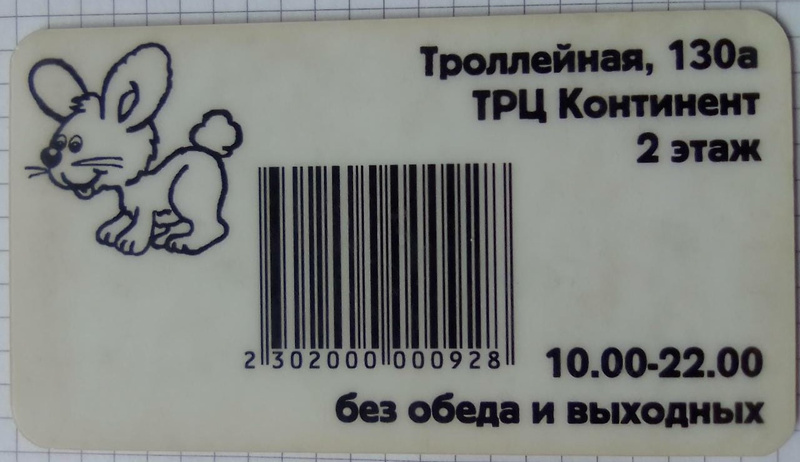 Троллейная, 130а
ТРЦ Континент
2 этаж
2 302000 000928
10.00-22.00
без обеда и выходных